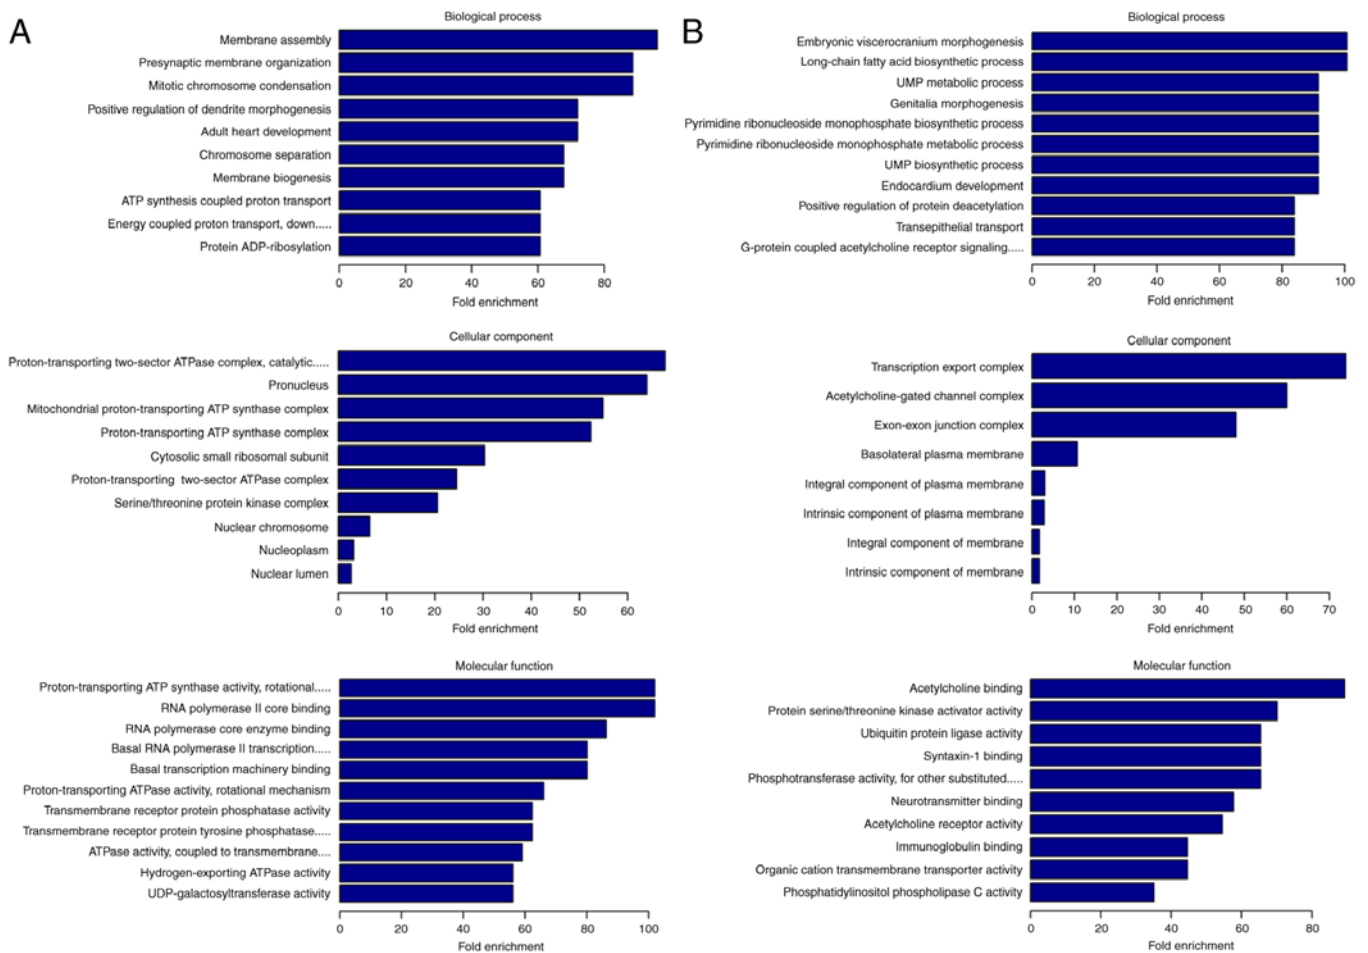 A
Biological process
Membrane assembly
Presynaptic membrane organization
Mitotic chromosome condensation
Positive regulation of dendrite morphogenesis
Adult heart development
Chromosome separation
Membrane biogenesis
ATP synthesis coupled proton transport
Energy coupled proton transport, down.....
Protein ADP-ribosylation
0 20 40 60 80
Fold enrichment
Cellular component
Proton-transporting two-sector ATPase complex, catalytic.....
Pronucleus
Mitochondrial proton-transporting ATP synthase complex
Proton-transporting ATP synthase complex
Cytosolic small ribosomal subunit
Proton-transporting two-sector ATPase complex
Serine/threonine protein kinase complex
Nuclear chromosome
Nucleoplasm
Nuclear lumen
0 10 20 30 40 50 60
Fold enrichment
Molecular function
Proton-transporting ATP synthase activity, rotational.....
RNA polymerase II core binding
RNA polymerase core enzyme binding
Basal RNA polymerase II transcription.....
Basal transcription machinery binding
Proton-transporting ATPase activity, rotational mechanism
Transmembrane receptor protein phosphatase activity
Transmembrane receptor protein tyrosine phosphatase.....
ATPase activity, coupled to transmembrane....
Hydrogen-exporting ATPase activity
UDP-galactosyltransferase activity
0 20 40 60 80 100
Fold enrichment
B
Biological process
Embryonic viscerocranium morphogenesis
Long-chain fatty acid biosynthetic process
UMP metabolic process
Genitalia morphogenesis
Pyrimidine ribonucleoside monophosphate biosynthetic process
Pyrimidine ribonucleoside monophosphate metabolic process
UMP biosynthetic process
Endocardium development
Positive regulation of protein deacetylation
Transepithelial transport
G-protein coupled acetylcholine receptor signaling.....
0 20 40 60 80 100
Fold enrichment
Cellular component
Transcription export complex
Acetylcholine-gated channel complex
Exon-exon junction complex
Basolateral plasma membrane
Integral component of plasma membrane
Intrinsic component of plasma membrane
Integral component of membrane
Intrinsic component of membrane
0 10 20 30 40 50 60 70
Fold enrichment
Molecular function
Acetylcholine binding
Protein serine/threonine kinase activator activity
Ubiquitin protein ligase activity
Syntaxin-1 binding
Phosphotransferase activity, for other substituted.....
Neurotransmitter binding
Acetylcholine receptor activity
Immunoglobulin binding
Organic cation transmembrane transporter activity
Phosphatidylinositol phospholipase C activity
0 20 40 60 80
Fold enrichment